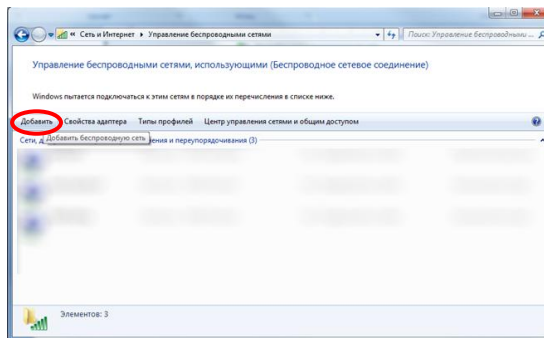 « Сеть и Интернет ▸ Управление беспроводными сетями
Поиск: Управление беспроводными ...
Управление беспроводными сетями, использующими (Беспроводное сетевое соединение)
Windows пытается подключаться к этим сетям в порядке их перечисления в списке ниже.
Добавить Свойства адаптера Типы профилей Центр управления сетями и общим доступом
Добавить беспроводную сеть
Сети, д ения и переупорядочивания (3)
Элементов: 3